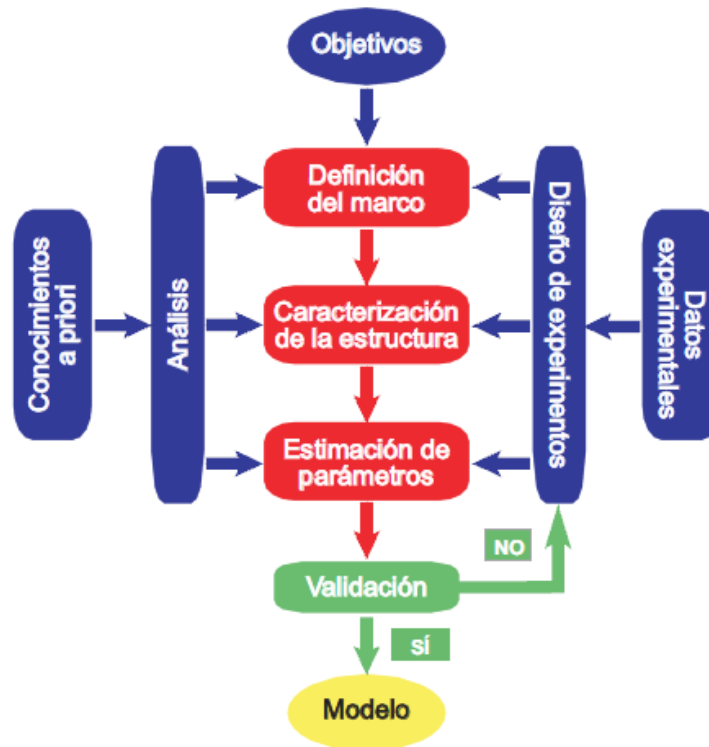 Objetivos
Definición
del marco
Conocimientos
a priori
Análisis
Caracterización
de la estructura
Diseño de experimentos
Datos
experimentales
Estimación de
parámetros
NO
Validación
SÍ
Modelo